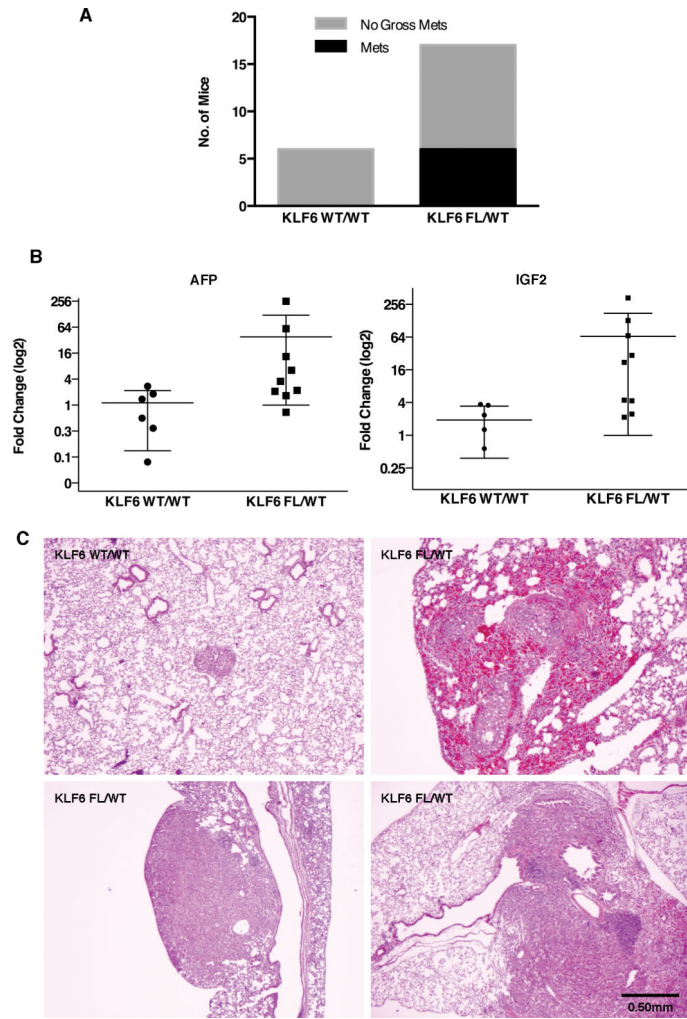 A
20
No Gross Mets
Mets
15
10
5
0
No. of Mice
KLF6 WT/WT KLF6 FL/WT
B
AFP
256
64
16
4
1
0.3
0.1
0
Fold Change (log2)
KLF6 WT/WT KLF6 FL/WT
IGF2
256
64
16
4
1
0.25
Fold Change (log2)
KLF6 WT/WT KLF6 FL/WT
C
KLF6 WT/WT
KLF6 FL/WT
KLF6 FL/WT
KLF6 FL/WT
0.50mm